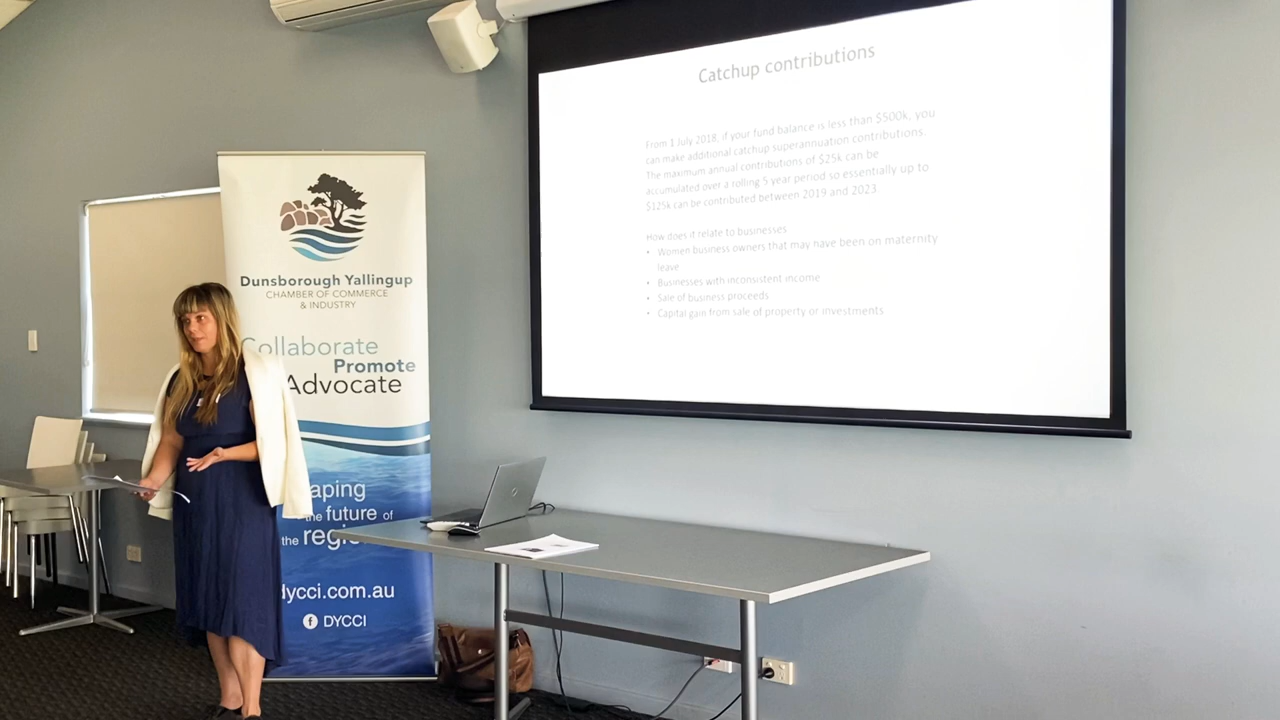 Catchup contributions
From 1 July 2018, if your fund balance is less than $500k, you
can make additional catchup superannuation contributions.
The maximum annual contributions of $25k can be
accumulated over a rolling 5 year period so essentially up to
$125k can be contributed between 2019 and 2023
How does it relate to businesses
• Women business owners that may have been on maternity
leave
• Businesses with inconsistent income
• Sale of business proceeds
• Capital gain from sale of property or investments
Dunsborough Yallingup
CHAMBER OF COMMERCE
& INDUSTRY
Collaborate
Promote
Advocate
aping
the future of
the regio
dycci.com.au
f DYCCI